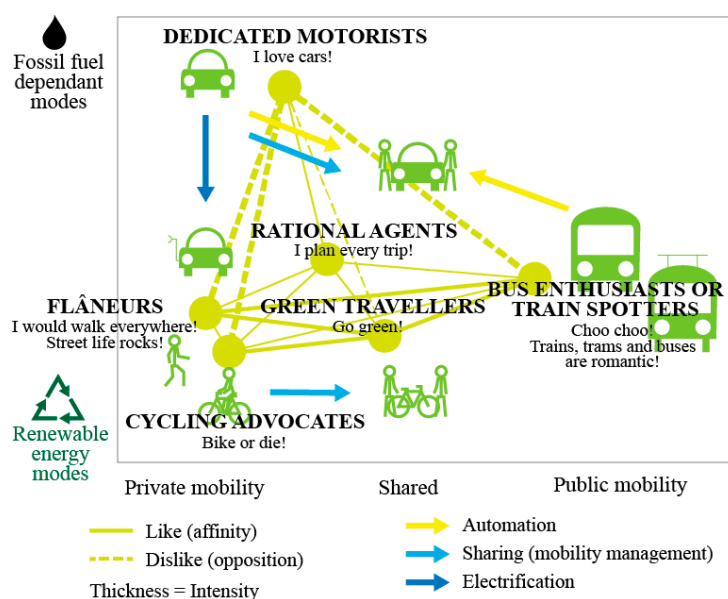 DEDICATED MOTORISTS
I love cars!
Fossil fuel
dependant
modes
RATIONAL AGENTS
I plan every trip!
FLÂNEURS
I would walk everywhere!
Street life rocks!
GREEN TRAVELLERS
Go green!
BUS ENTHUSIASTS OR
TRAIN SPOTTERS
Choo choo!
Trains, trams and buses
are romantic!
CYCLING ADVOCATES
Bike or die!
Renewable
energy
modes
Private mobility
Shared
Public mobility
Like (affinity)
Dislike (opposition)
Thickness = Intensity
Automation
Sharing (mobility management)
Electrification